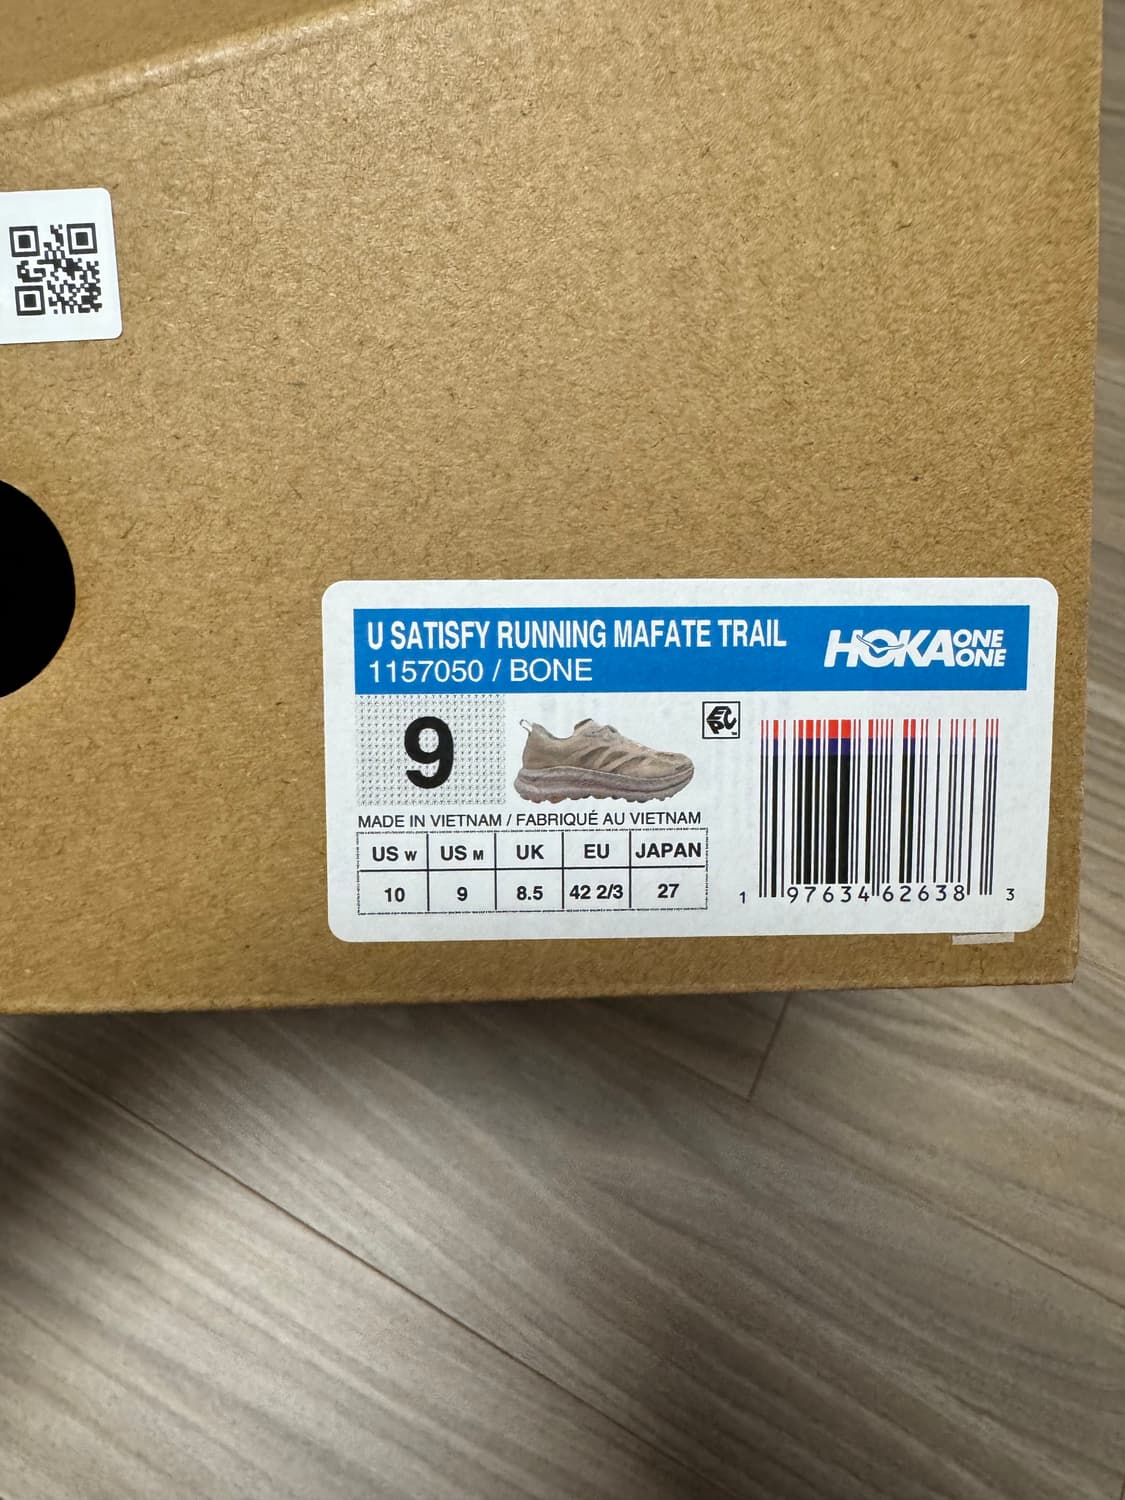 U SATISFY RUNNING MAFATE TRAIL
1157050 / BONE
HOKA ONE ONE
9
EPC
MADE IN VIETNAM / FABRIQUÉ AU VIETNAM
US W US M UK EU JAPAN
10 9 8.5 42 2/3 27
1 97634 62638 3